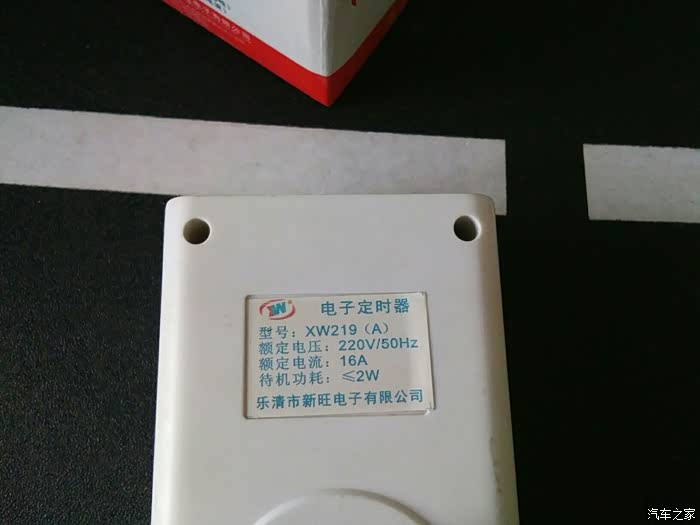 XW®
电子定时器
型号：XW219（A）
额定电压：220V/50Hz
额定电流：16A
待机功耗：≤2W
乐清市新旺电子有限公司
汽车之家